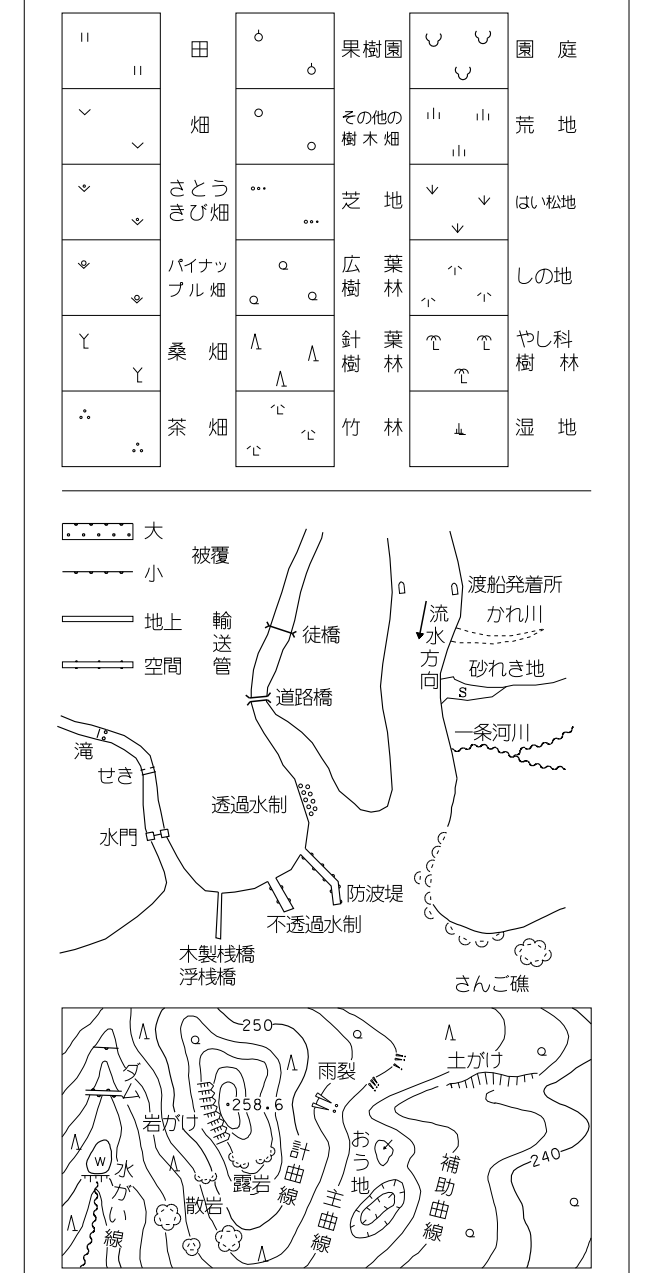 田
果樹園
園庭
畑
その他の
樹木畑
荒地
さとう
きび畑
芝地
はい松地
パイナッ
プル畑
広葉
樹林
しの地
桑畑
針葉
樹林
やし科
樹林
茶畑
竹林
湿地
大
小
被覆
地上
空間
輸送管
徒橋
道路橋
渡船発着所
かれ川
流水方向
砂れき地
S
一条河川
滝
せき
水門
透過水制
防波堤
不透過水制
木製桟橋
浮桟橋
さんご礁
250
ダム
雨裂
土がけ
258.6
岩がけ
W
水がい線
露岩
散岩
計曲線
主曲線
おう地
補助曲線
240